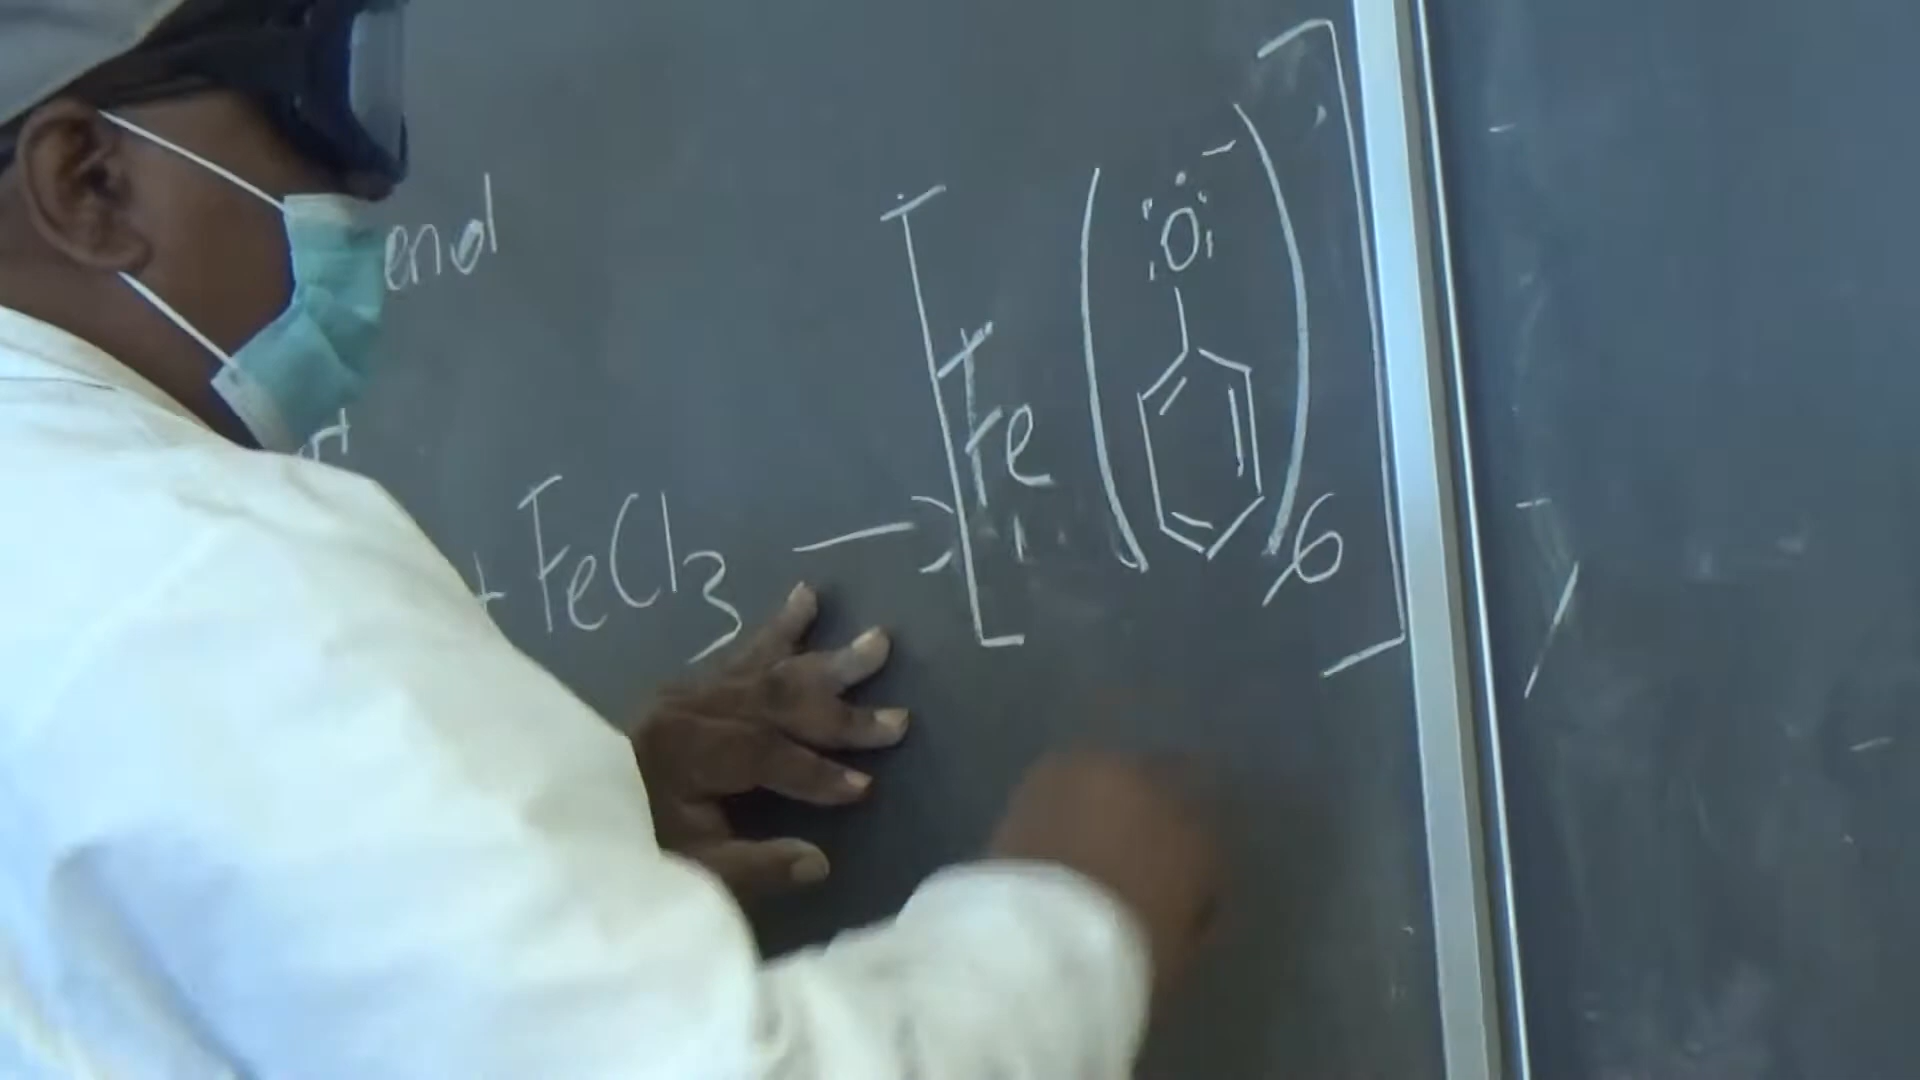 enol
+ FeCl3 → [Fe(:O:-)6]